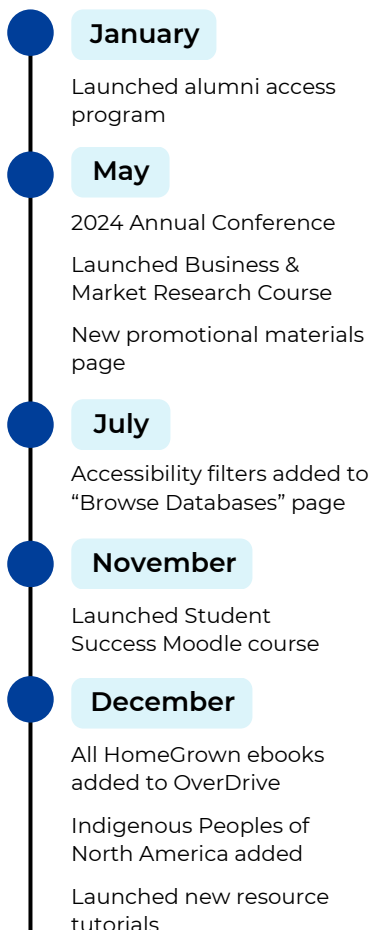 January
Launched alumni access
program
May
2024 Annual Conference
Launched Business &
Market Research Course
New promotional materials
page
July
Accessibility filters added to
“Browse Databases” page
November
Launched Student
Success Moodle course
December
All HomeGrown ebooks
added to OverDrive
Indigenous Peoples of
North America added
Launched new resource
tutorials